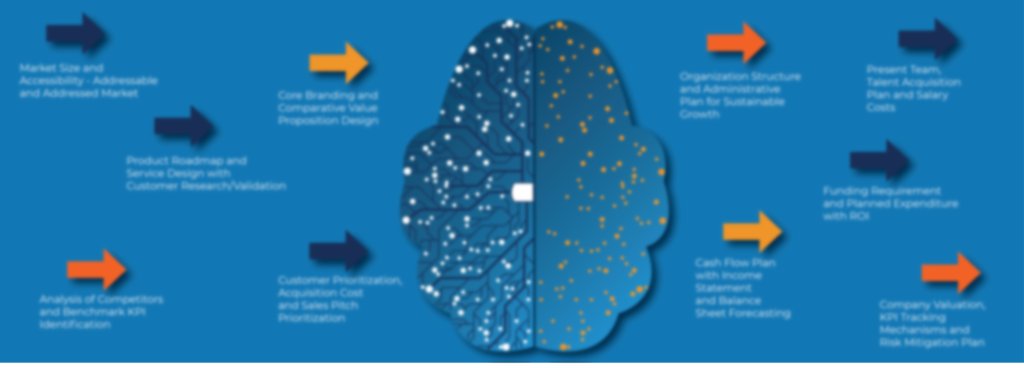 Market Size and
Accessibility - Addressable
and Addressed Market
Product Roadmap and
Service Design with
Customer Research/Validation
Analysis of Competitors
and Benchmark KPI
Identification
Core Branding and
Comparative Value
Proposition Design
Customer Prioritization,
Acquisition Cost
and Sales Pitch
Prioritization
Organization Structure
and Administrative
Plan for Sustainable
Growth
Cash Flow Plan
with Income
Statement
and Balance
Sheet Forecasting
Present Team,
Talent Acquisition
Plan and Salary
Costs
Funding Requirement
and Planned Expenditure
with ROI
Company Valuation,
KPI Tracking
Mechanisms and
Risk Mitigation Plan